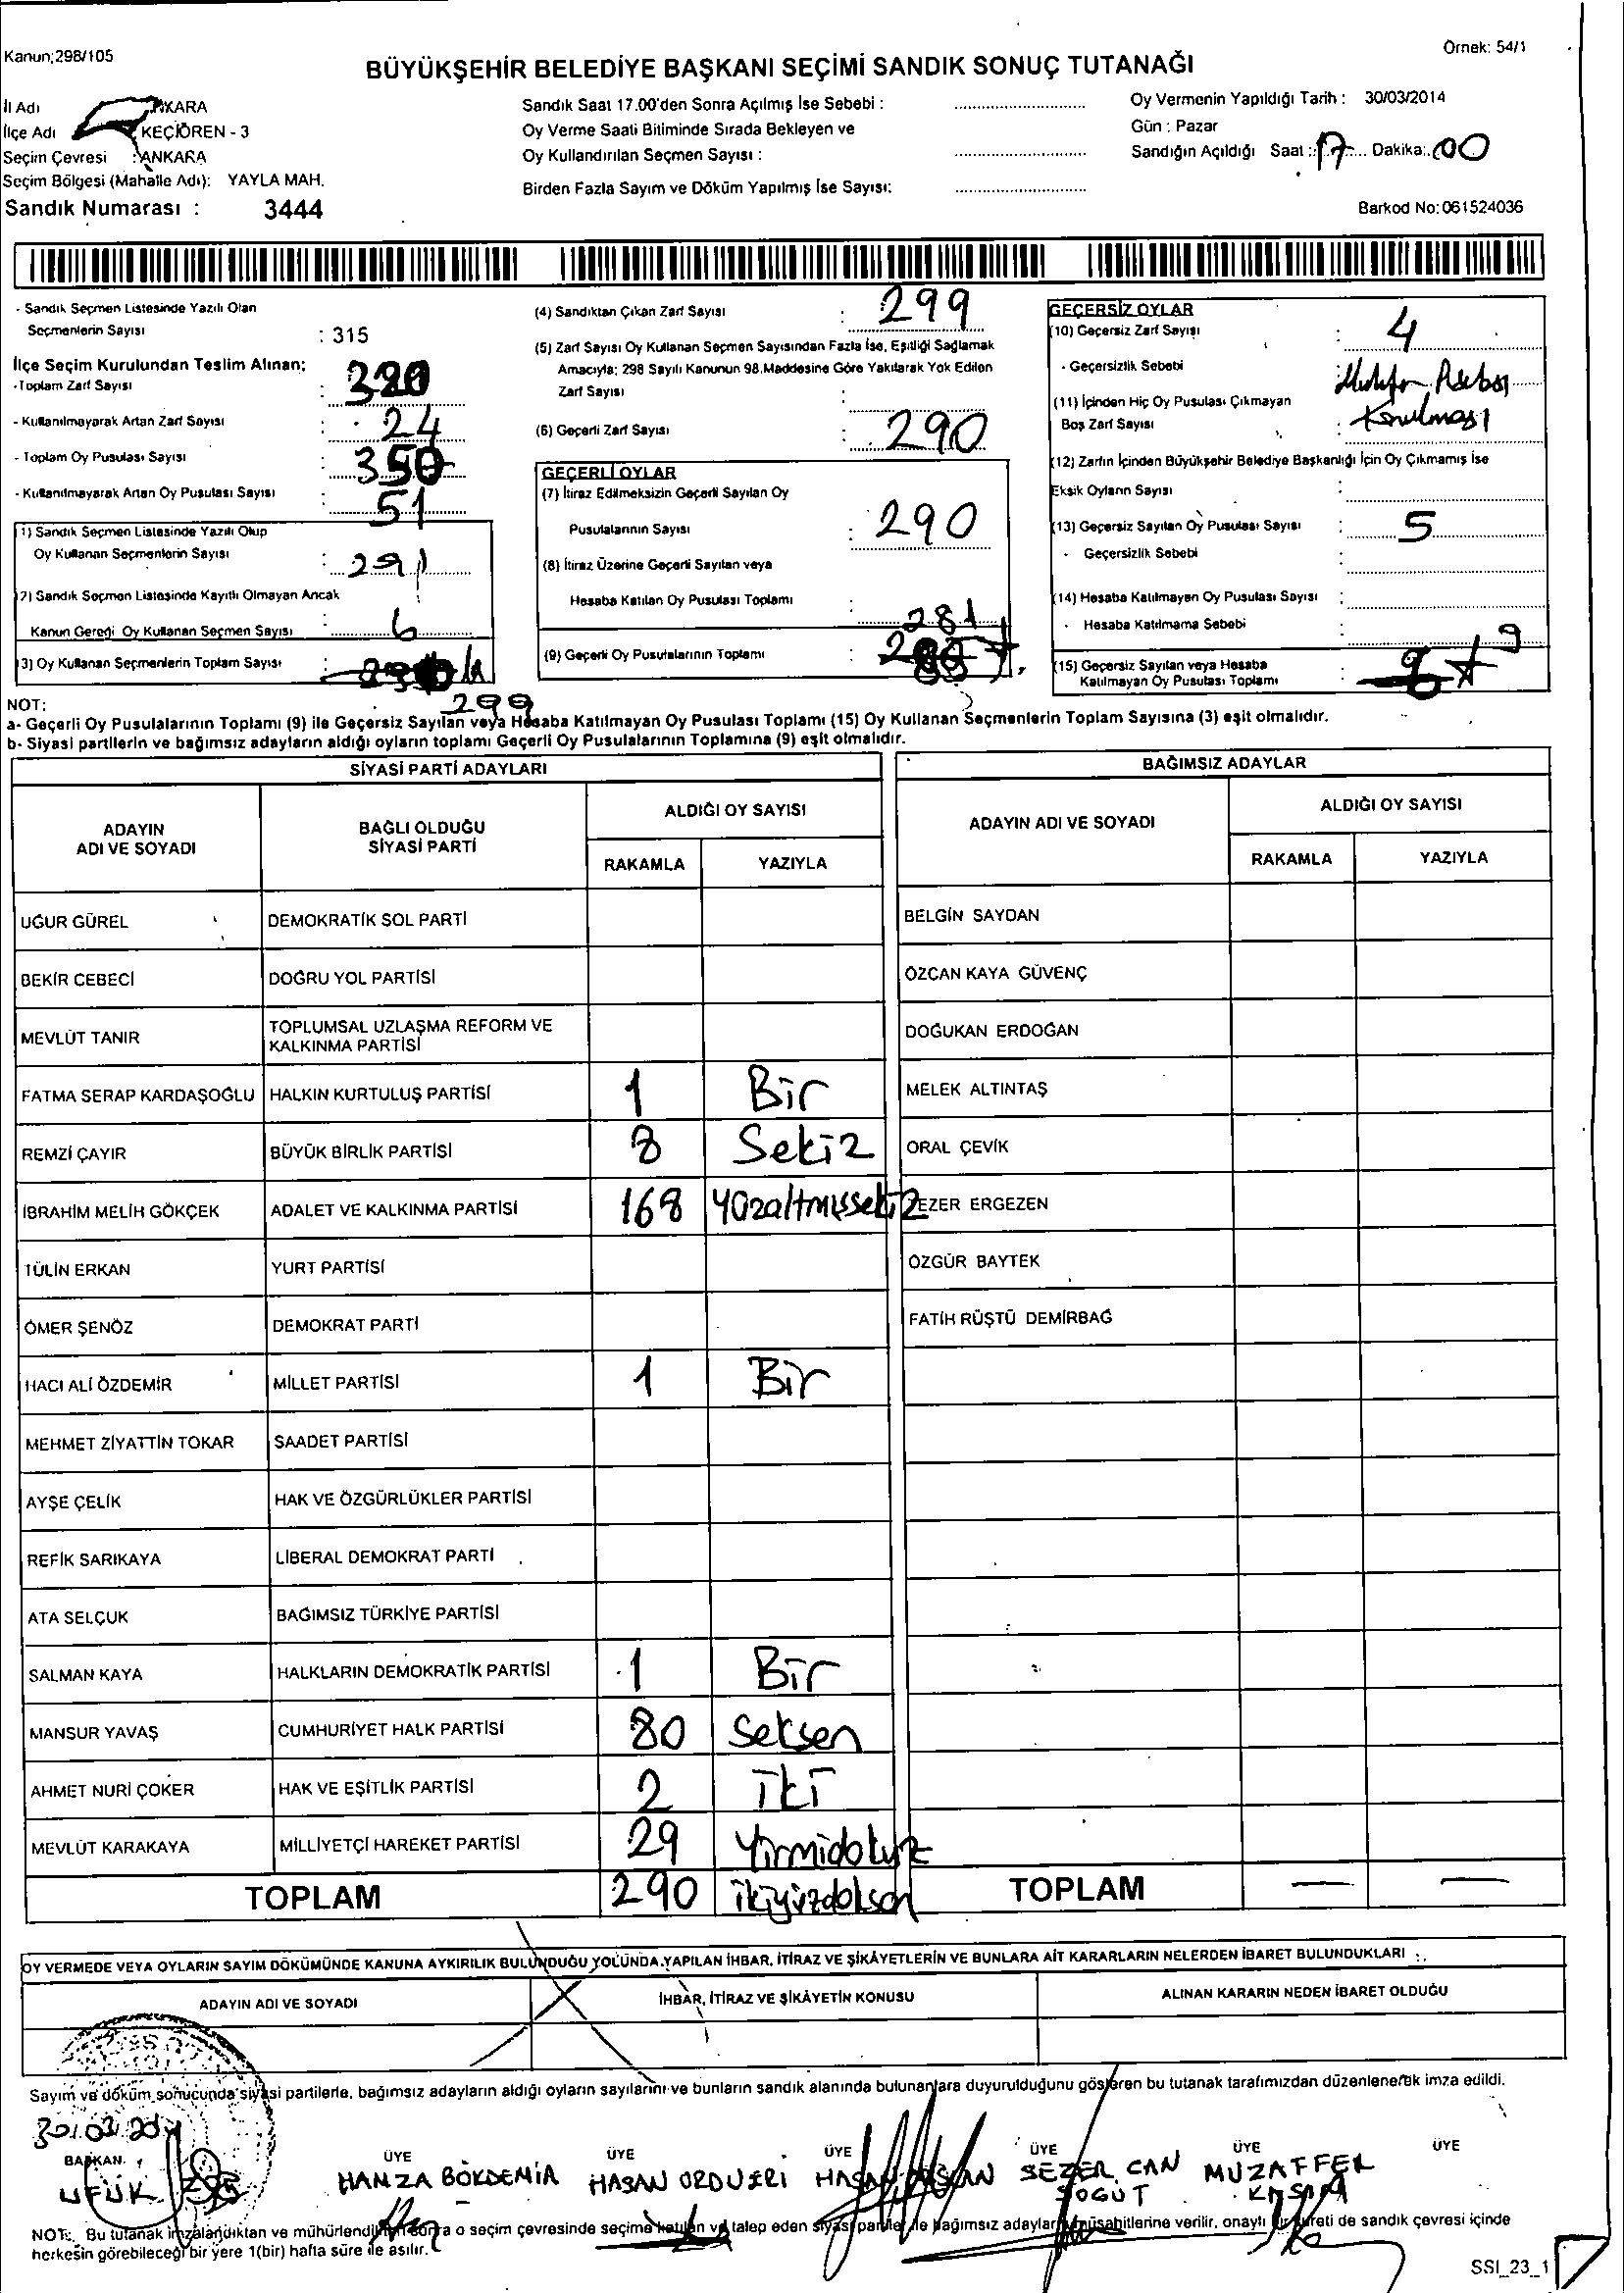 Kanun;298/105
Örnek: 54/1
BÜYÜKŞEHİR BELEDİYE BAŞKANI SEÇİMİ SANDIK SONUÇ TUTANAĞI
İl Adı ANKARA
İlçe Adı KEÇİÖREN - 3
Seçim Çevresi : ANKARA
Seçim Bölgesi (Mahalle Adı): YAYLA MAH.
Sandık Numarası : 3444
Sandık Saat 17.00'den Sonra Açılmış İse Sebebi :
Oy Verme Saati Bitiminde Sırada Bekleyen ve
Oy Kullandırılan Seçmen Sayısı :
Birden Fazla Sayım ve Döküm Yapılmış İse Sayısı:
Oy Vermenin Yapıldığı Tarih : 30/03/2014
Gün : Pazar
Sandığın Açıldığı Saat : 17 Dakika: 00
Barkod No: 061524036
- Sandık Seçmen Listesinde Yazılı Olan
Seçmenlerin Sayısı : 315
İlçe Seçim Kurulundan Teslim Alınan;
-Toplam Zarf Sayısı : 320
- Kullanılmayarak Artan Zarf Sayısı : 24
- Toplam Oy Pusulası Sayısı : 350
- Kullanılmayarak Artan Oy Pusulası Sayısı : 51
1) Sandık Seçmen Listesinde Yazılı Olup
Oy Kullanan Seçmenlerin Sayısı : 291
2) Sandık Seçmen Listesinde Kayıtlı Olmayan Ancak
Kanun Gereği Oy Kullanan Seçmen Sayısı : 6
3) Oy Kullanan Seçmenlerin Toplam Sayısı :
299
(4) Sandıktan Çıkan Zarf Sayısı : 299
(5) Zarf Sayısı Oy Kullanan Seçmen Sayısından Fazla İse, Eşitliği Sağlamak
Amacıyla; 298 Sayılı Kanunun 98.Maddesine Göre Yakılarak Yok Edilen
Zarf Sayısı :
(6) Geçerli Zarf Sayısı : 290
GEÇERLİ OYLAR
(7) İtiraz Edilmeksizin Geçerli Sayılan Oy
Pusulalarının Sayısı : 290
(8) İtiraz Üzerine Geçerli Sayılan veya
Hesaba Katılan Oy Pusulası Toplamı : 281
(9) Geçerli Oy Pusulalarının Toplamı :
GEÇERSİZ OYLAR
(10) Geçersiz Zarf Sayısı : 4
- Geçersizlik Sebebi
(11) İçinden Hiç Oy Pusulası Çıkmayan
Boş Zarf Sayısı : Konulması
(12) Zarfın İçinden Büyükşehir Belediye Başkanlığı İçin Oy Çıkmamış İse
Eksik Oyların Sayısı :
(13) Geçersiz Sayılan Oy Pusulası Sayısı : 5
- Geçersizlik Sebebi :
(14) Hesaba Katılmayan Oy Pusulası Sayısı :
- Hesaba Katılmama Sebebi :
(15) Geçersiz Sayılan veya Hesaba
Katılmayan Oy Pusulası Toplamı : 9
NOT:
a- Geçerli Oy Pusulalarının Toplamı (9) ile Geçersiz Sayılan veya Hesaba Katılmayan Oy Pusulası Toplamı (15) Oy Kullanan Seçmenlerin Toplam Sayısına (3) eşit olmalıdır.
b- Siyasi partilerin ve bağımsız adayların aldığı oyların toplamı Geçerli Oy Pusulalarının Toplamına (9) eşit olmalıdır.
SİYASİ PARTİ ADAYLARI
ADAYIN ADI VE SOYADI
BAĞLI OLDUĞU SİYASİ PARTİ
ALDIĞI OY SAYISI
RAKAMLA YAZIYLA
UĞUR GÜREL DEMOKRATİK SOL PARTİ
BEKİR CEBECİ DOĞRU YOL PARTİSİ
MEVLÜT TANIR TOPLUMSAL UZLAŞMA REFORM VE KALKINMA PARTİSİ
FATMA SERAP KARDAŞOĞLU HALKIN KURTULUŞ PARTİSİ 1 Bir
REMZİ ÇAYIR BÜYÜK BİRLİK PARTİSİ 8 Sekiz
İBRAHİM MELİH GÖKÇEK ADALET VE KALKINMA PARTİSİ 168 Yüzaltmışsekiz
TÜLİN ERKAN YURT PARTİSİ
ÖMER ŞENÖZ DEMOKRAT PARTİ
HACI ALİ ÖZDEMİR MİLLET PARTİSİ 1 Bir
MEHMET ZİYATTİN TOKAR SAADET PARTİSİ
AYŞE ÇELİK HAK VE ÖZGÜRLÜKLER PARTİSİ
REFİK SARIKAYA LİBERAL DEMOKRAT PARTİ
ATA SELÇUK BAĞIMSIZ TÜRKİYE PARTİSİ
SALMAN KAYA HALKLARIN DEMOKRATİK PARTİSİ 1 Bir
MANSUR YAVAŞ CUMHURİYET HALK PARTİSİ 80 Seksen
AHMET NURİ ÇOKER HAK VE EŞİTLİK PARTİSİ 2 İki
MEVLÜT KARAKAYA MİLLİYETÇİ HAREKET PARTİSİ 29 Yirmidokuz
TOPLAM 290 ikiyüzdoksan
BAĞIMSIZ ADAYLAR
ADAYIN ADI VE SOYADI
ALDIĞI OY SAYISI
RAKAMLA YAZIYLA
BELGİN SAYDAN
ÖZCAN KAYA GÜVENÇ
DOĞUKAN ERDOĞAN
MELEK ALTINTAŞ
ORAL ÇEVİK
EZER ERGEZEN
ÖZGÜR BAYTEK
FATİH RÜŞTÜ DEMİRBAĞ
TOPLAM — —
OY VERMEDE VEYA OYLARIN SAYIM DÖKÜMÜNDE KANUNA AYKIRILIK BULUNDUĞU YOLUNDA YAPILAN İHBAR, İTİRAZ VE ŞİKÂYETLERİN VE BUNLARA AİT KARARLARIN NELERDEN İBARET BULUNDUKLARI :
ADAYIN ADI VE SOYADI
İHBAR, İTİRAZ VE ŞİKÂYETİN KONUSU
ALINAN KARARIN NEDEN İBARET OLDUĞU
Sayım ve döküm sonucunda siyasi partilerle, bağımsız adayların aldığı oyların sayılarını ve bunların sandık alanında bulunanlara duyurulduğunu gösteren bu tutanak tarafımızdan düzenlenerek imza edildi.
30.03.2014
BAŞKAN ÜYE ÜYE ÜYE ÜYE ÜYE ÜYE
UFUK
HAMZA BÖKDEMİR
HASAN ORDUERİ
HASAN
SEZER CAN SÖĞÜT
MUZAFFER
NOT: Bu tutanak imzalandıktan ve mühürlendikten sonra o seçim çevresinde seçime katılan ve talep eden siyasi partiler ile bağımsız adaylar müşahitlerine verilir, onaylı bir sureti de sandık çevresi içinde
herkesin görebileceği bir yere 1(bir) hafta süre ile asılır.
SSI_23_1